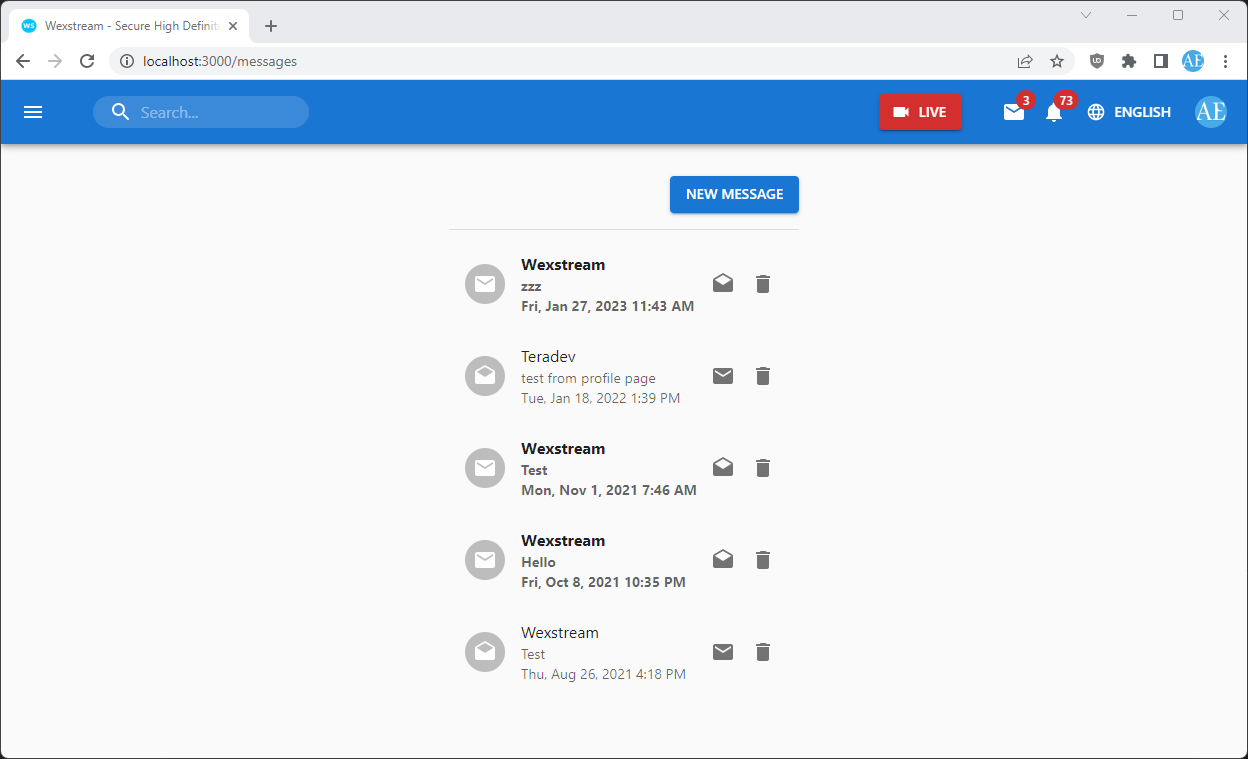 WS Wexstream - Secure High Definit
localhost:3000/messages
UD
AE
Search...
LIVE
3
73
ENGLISH
AE
NEW MESSAGE
Wexstream
zzz
Fri, Jan 27, 2023 11:43 AM
Teradev
test from profile page
Tue, Jan 18, 2022 1:39 PM
Wexstream
Test
Mon, Nov 1, 2021 7:46 AM
Wexstream
Hello
Fri, Oct 8, 2021 10:35 PM
Wexstream
Test
Thu, Aug 26, 2021 4:18 PM